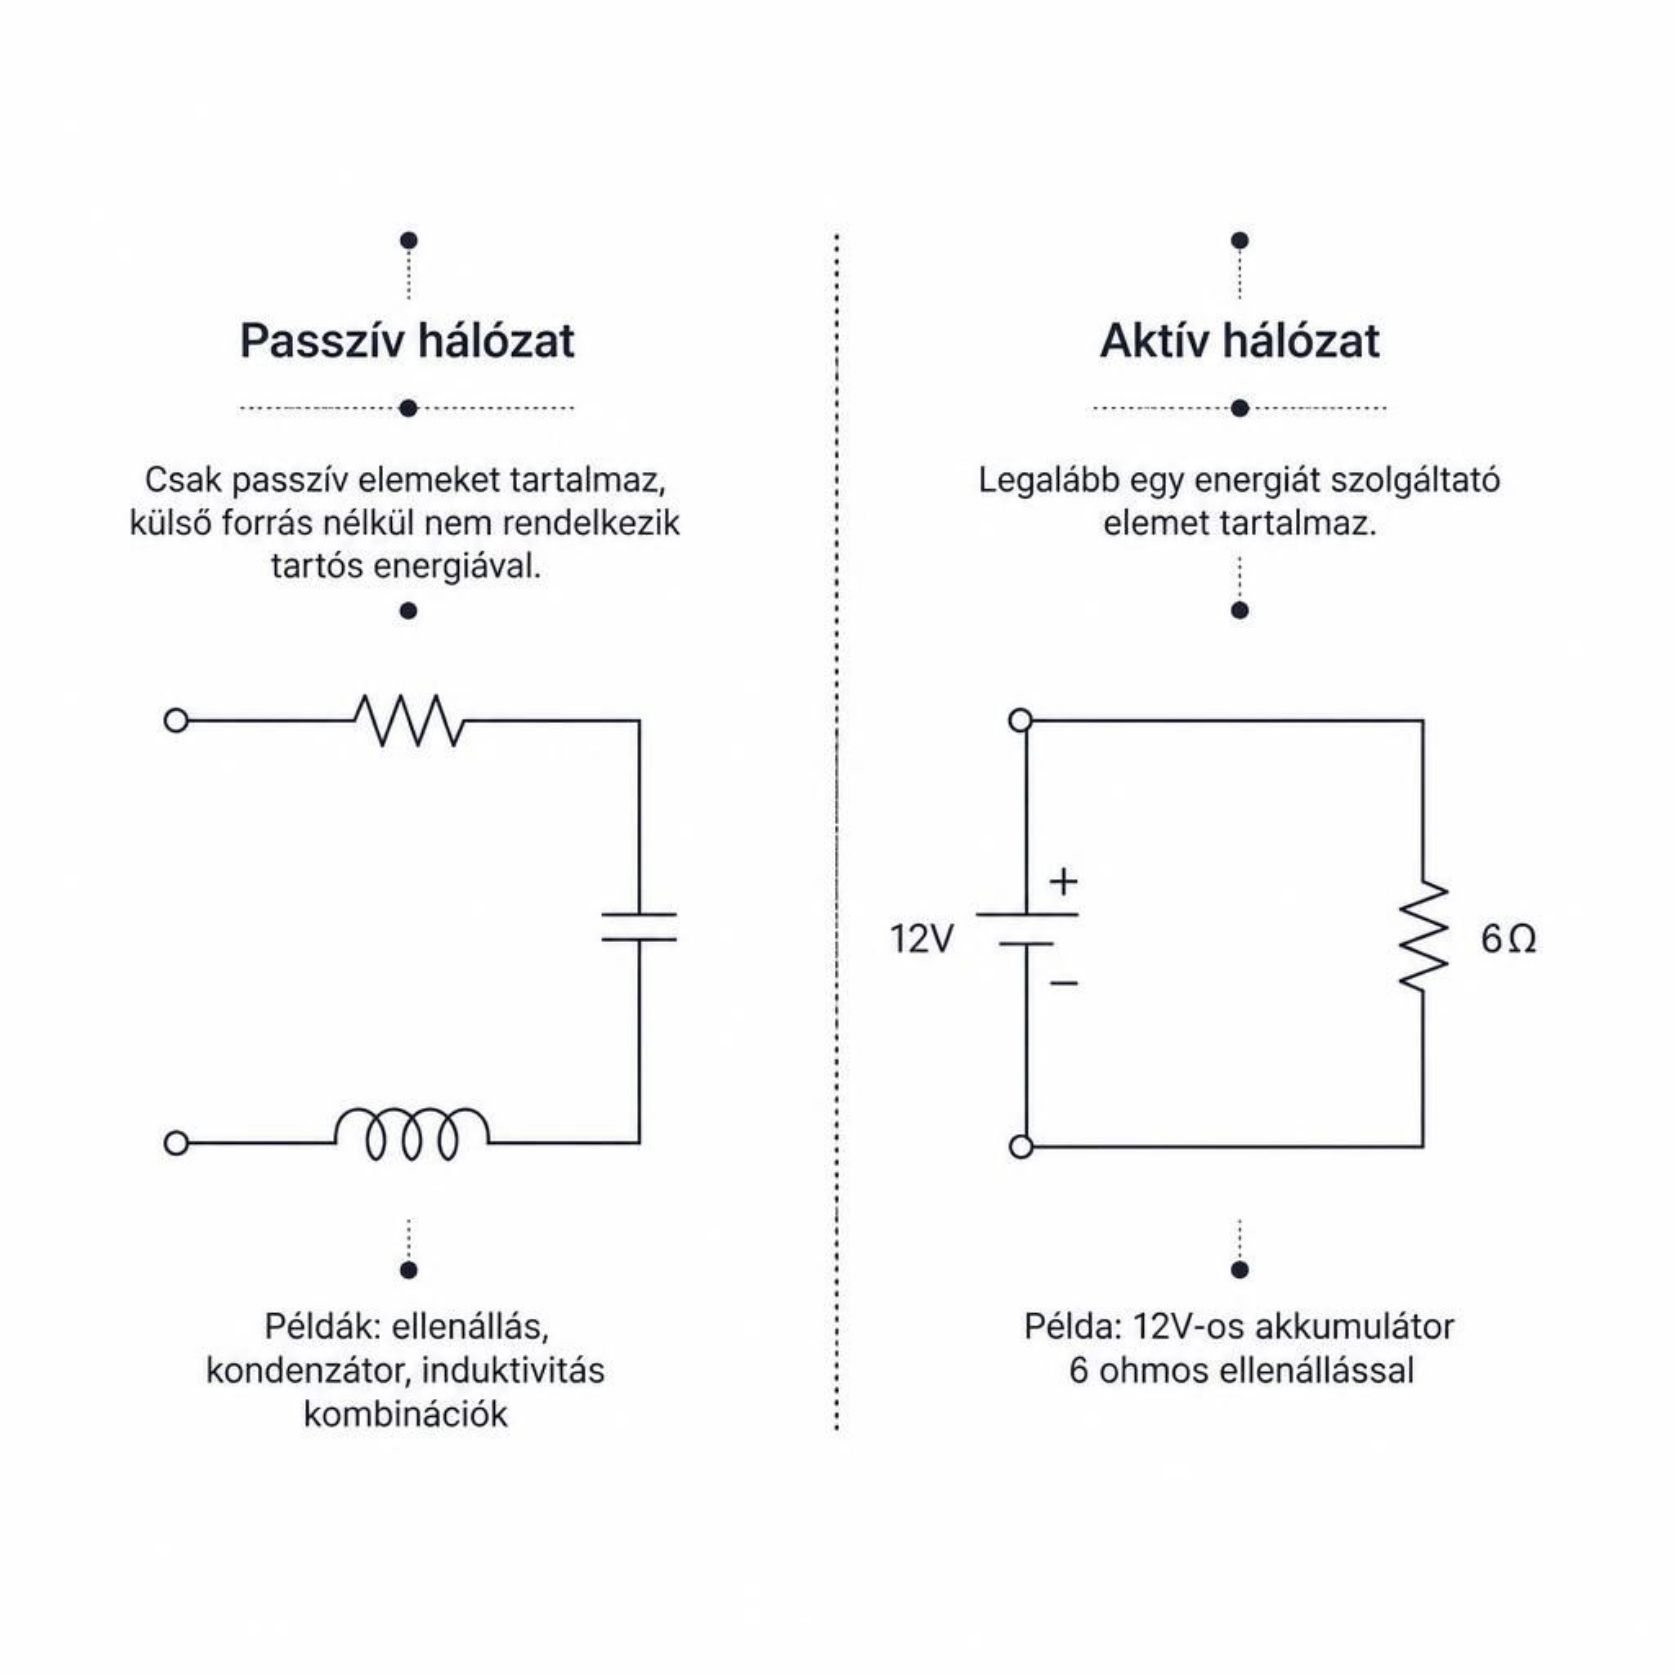 Passzív hálózat
Csak passzív elemeket tartalmaz,
külső forrás nélkül nem rendelkezik
tartós energiával.
Példák: ellenállás,
kondenzátor, induktivitás
kombinációk
Aktív hálózat
Legalább egy energiát szolgáltató
elemet tartalmaz.
+
12V
−
6Ω
Példa: 12V-os akkumulátor
6 ohmos ellenállással